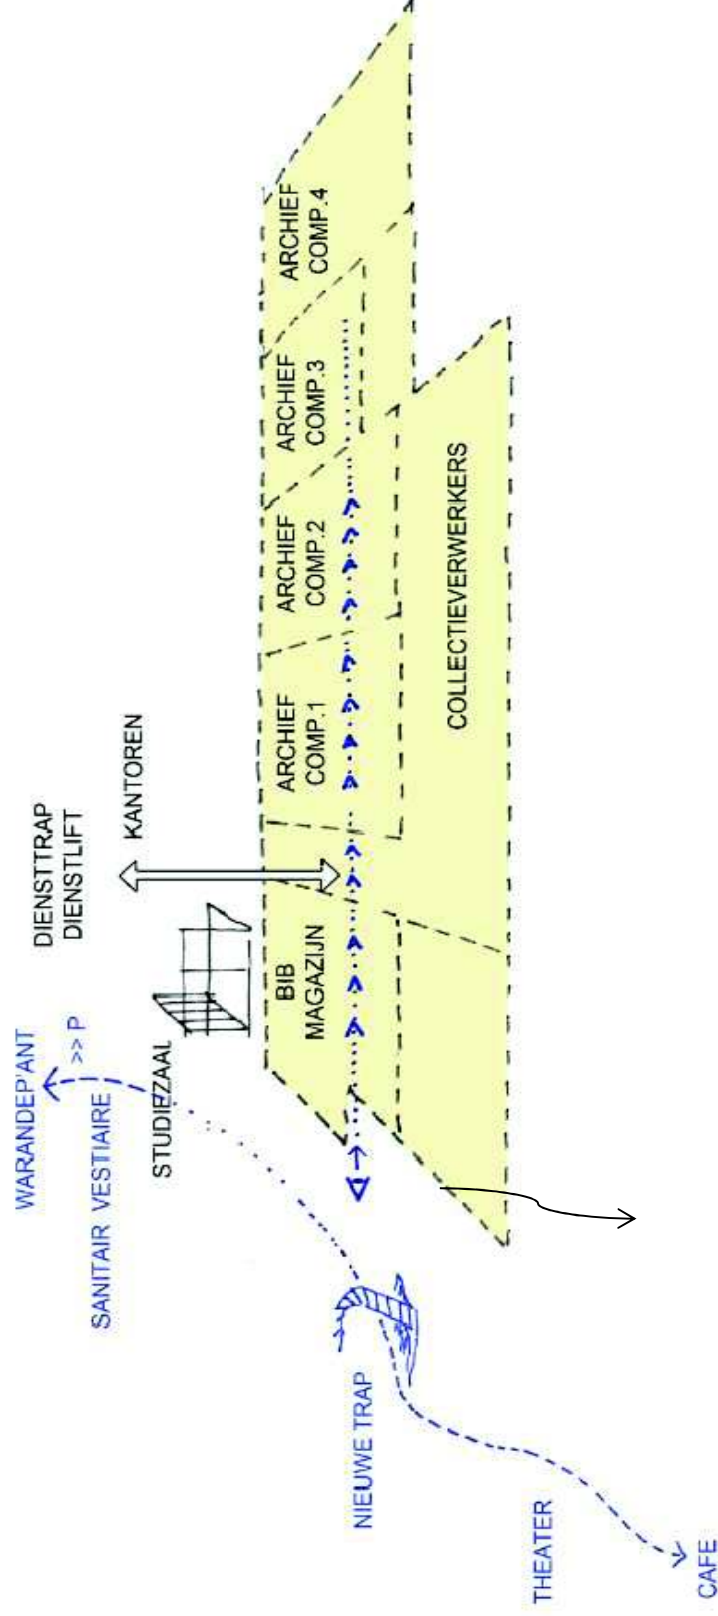 WARANDEP'ANT
>> P
SANITAIR VESTIAIRE
DIENSTTRAP
DIENSTLIFT
KANTOREN
STUDIEZAAL
BIB
MAGAZIJN
ARCHIEF
COMP.1
ARCHIEF
COMP.2
ARCHIEF
COMP.3
ARCHIEF
COMP.4
COLLECTIEVERWERKERS
NIEUWE TRAP
THEATER
CAFE